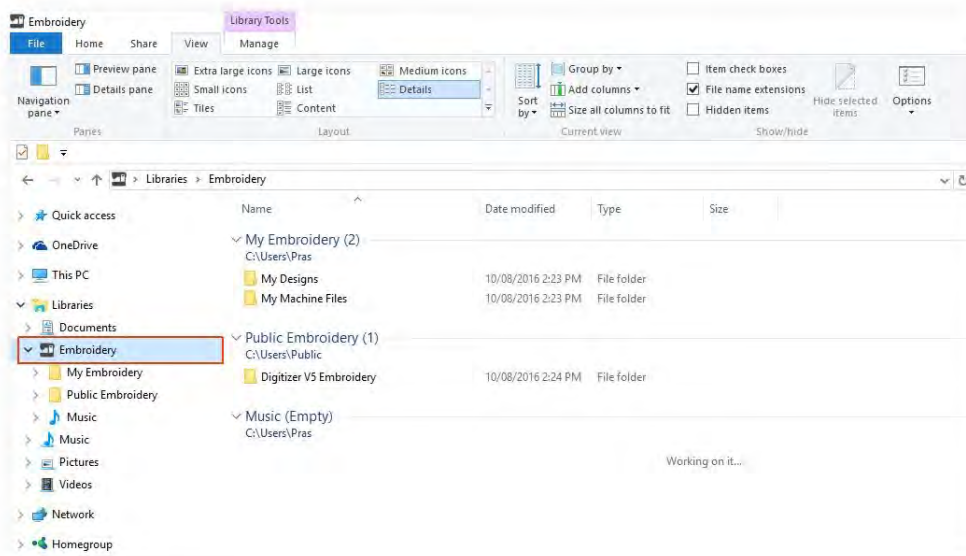 Embroidery
Library Tools
File Home Share View Manage
Navigation pane
Preview pane
Details pane
Panes
Extra large icons Large icons Medium icons
Small icons List Details
Tiles Content
Layout
Sort by
Group by
Add columns
Size all columns to fit
Current view
Item check boxes
File name extensions
Hidden items
Hide selected items
Show/hide
Options
Libraries > Embroidery
Quick access
OneDrive
This PC
Libraries
Documents
Embroidery
My Embroidery
Public Embroidery
Music
Music
Pictures
Videos
Network
Homegroup
Name Date modified Type Size
My Embroidery (2)
C:\Users\Pras
My Designs 10/08/2016 2:23 PM File folder
My Machine Files 10/08/2016 2:23 PM File folder
Public Embroidery (1)
C:\Users\Public
Digitizer V5 Embroidery 10/08/2016 2:24 PM File folder
Music (Empty)
C:\Users\Pras
Working on it...